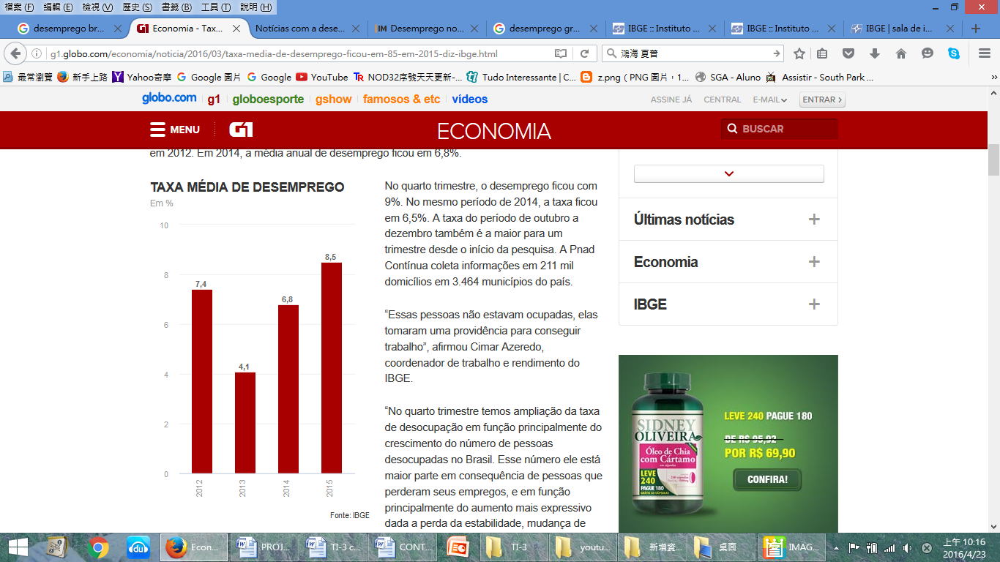 檔案 (F) 編輯 (E) 檢視 (V) 歷史 (S) 書籤 (B) 工具 (T) 說明 (H)
desemprego br... Economia - Tax... Notícias com a dese... IM Desemprego no... desemprego gr... IBGE :: Instituto ... IBGE :: Instituto ... IBGE | sala de i...
g1.globo.com/economia/noticia/2016/03/taxa-media-de-desemprego-ficou-em-85-em-2015-diz-ibge.html 鴻海 夏普
最常瀏覽 新手上路 Yahoo奇摩 Google 圖片 Google YouTube NOD32序號天天更新-... Tudo Interessante | C... z.png ( PNG 圖片，1... SGA - Aluno Assistir - South Park ...
globo.com g1 globoesporte gshow famosos & etc vídeos ASSINE JÁ CENTRAL E-MAIL ENTRAR
MENU G1 ECONOMIA BUSCAR
em 2012. Em 2014, a média anual de desemprego ficou em 6,8%.
TAXA MÉDIA DE DESEMPREGO
Em %
10
8
6
4
2
0
7,4
4,1
6,8
8,5
2012
2013
2014
2015
Fonte: IBGE
No quarto trimestre, o desemprego ficou com
9%. No mesmo período de 2014, a taxa ficou
em 6,5%. A taxa do período de outubro a
dezembro também é a maior para um
trimestre desde o início da pesquisa. A Pnad
Contínua coleta informações em 211 mil
domicílios em 3.464 municípios do país.
“Essas pessoas não estavam ocupadas, elas
tomaram uma providência para conseguir
trabalho”, afirmou Cimar Azeredo,
coordenador de trabalho e rendimento do
IBGE.
“No quarto trimestre temos ampliação da taxa
de desocupação em função principalmente do
crescimento do número de pessoas
desocupadas no Brasil. Esse número ele está
maior parte em consequência de pessoas que
perderam seus empregos, e em função
principalmente do aumento mais expressivo
dada a perda da estabilidade, mudança de
Últimas notícias
Economia
IBGE
SIDNEY
OLIVEIRA
Óleo de Chia
com Cártamo
em cápsulas
LEVE
240
PAGUE 180
LEVE 240 PAGUE 180
DE R$ 95,92
POR R$ 69,90
CONFIRA!
du Econ... PROJ... TI-3 c... CONT... TI-3 youtu... 新增資... 桌面 IMAG... 上午 10:16
2016/4/23